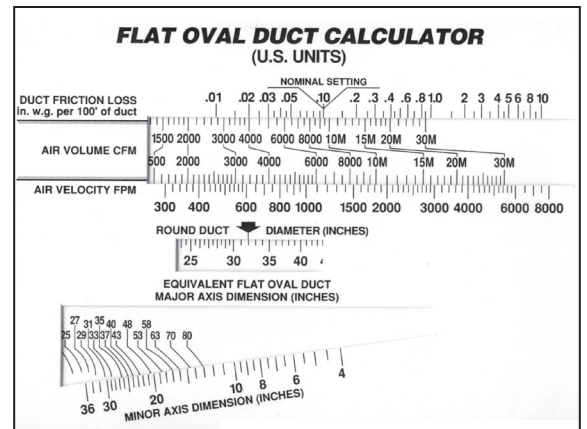 FLAT OVAL DUCT CALCULATOR
(U.S. UNITS)
NOMINAL SETTING
DUCT FRICTION LOSS
in. w.g. per 100' of duct
.01 .02 .03 .05 .10 .2 .3 .4 .6 .8 1.0 2 3 4 5 6 8 10
AIR VOLUME CFM
1500 2000 3000 4000 6000 8000 10M 15M 20M 30M
500 2000 3000 4000 6000 8000 10M 15M 20M 30M
AIR VELOCITY FPM
300 400 600 800 1000 1500 2000 3000 4000 6000 8000
ROUND DUCT DIAMETER (INCHES)
25 30 35 40
EQUIVALENT FLAT OVAL DUCT
MAJOR AXIS DIMENSION (INCHES)
27 31 35 40 48 58
25 29 33 37 43 53 63 70 80
36 30 20 10 8 6 4
MINOR AXIS DIMENSION (INCHES)